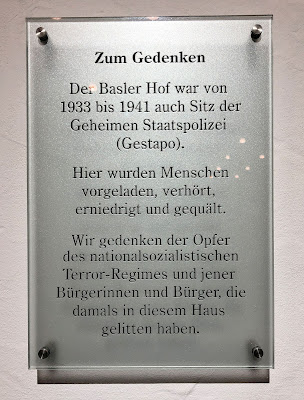 Zum Gedenken
Der Basler Hof war von
1933 bis 1941 auch Sitz der
Geheimen Staatspolizei
(Gestapo).
Hier wurden Menschen
vorgeladen, verhört,
erniedrigt und gequält.
Wir gedenken der Opfer
des nationalsozialistischen
Terror-Regimes und jener
Bürgerinnen und Bürger, die
damals in diesem Haus
gelitten haben.